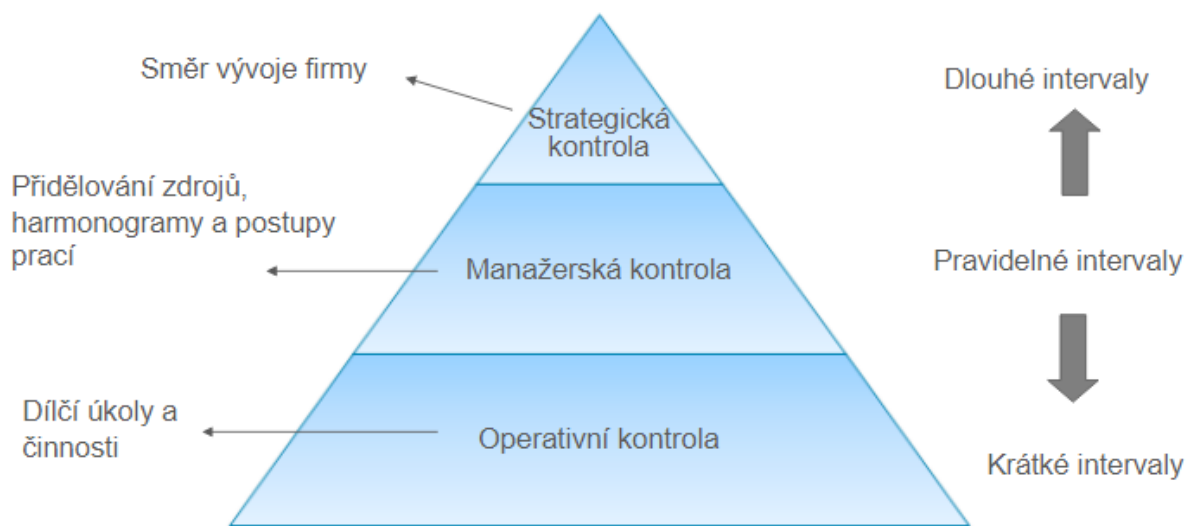 Směr vývoje firmy
Dlouhé intervaly
Strategická
kontrola
Přidělování zdrojů,
harmonogramy a postupy
prací
Manažerská kontrola
Pravidelné intervaly
Dílčí úkoly a
činnosti
Operativní kontrola
Krátké intervaly